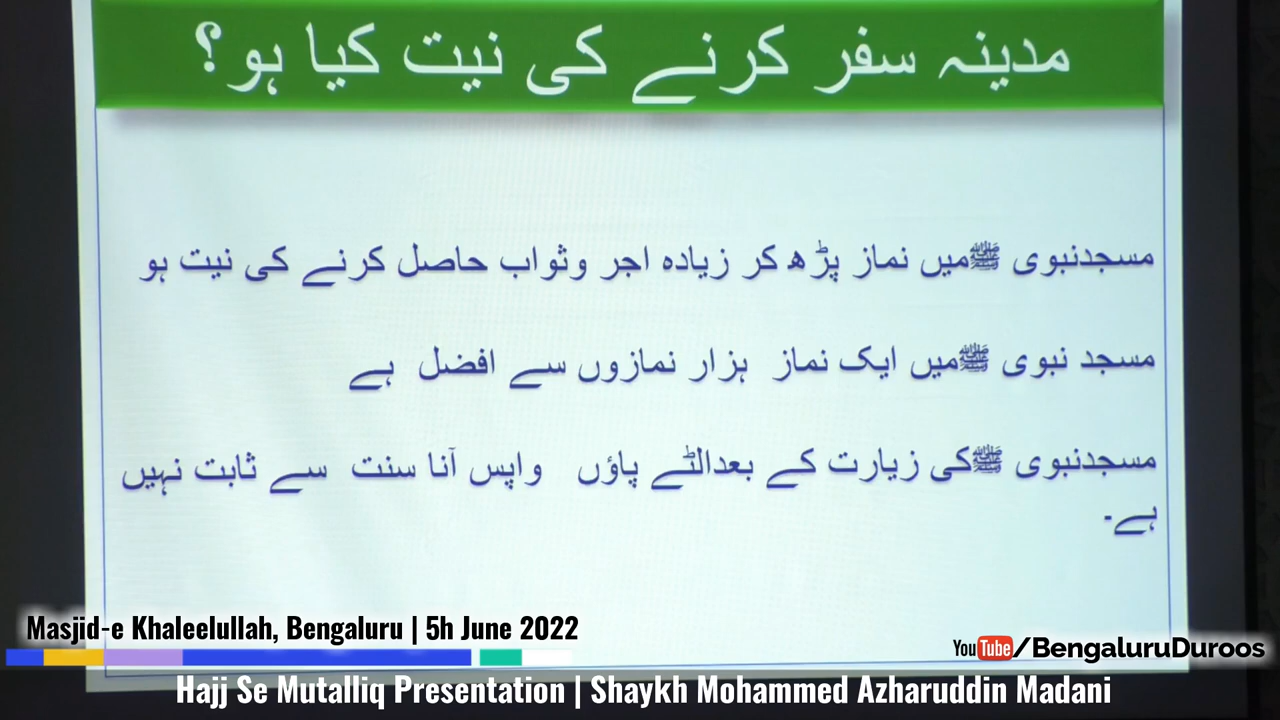 مدینہ سفر کرنے کی نیت کیا ہو؟
مسجدنبوی ﷺمیں نماز پڑھ کر زیادہ اجر وثواب حاصل کرنے کی نیت ہو
مسجد نبوی ﷺمیں ایک نماز ہزار نمازوں سے افضل ہے
مسجدنبوی ﷺکی زیارت کے بعدالٹے پاؤں واپس آنا سنت سے ثابت نہیں
ہے۔
Masjid-e Khaleelullah, Bengaluru | 5h June 2022
YouTube/BengaluruDuroos
Hajj Se Mutalliq Presentation | Shaykh Mohammed Azharuddin Madani